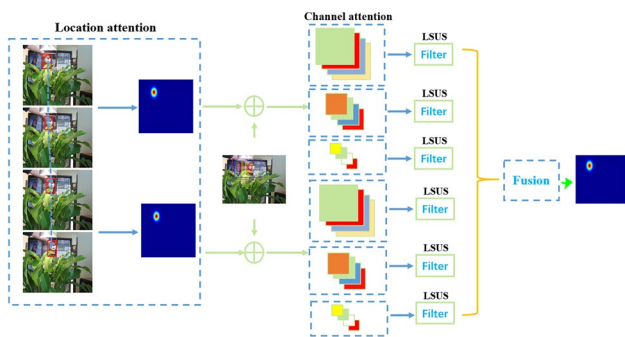 Location attention
Channel attention
LSUS
Filter
LSUS
Filter
LSUS
Filter
LSUS
Filter
LSUS
Filter
LSUS
Filter
Fusion